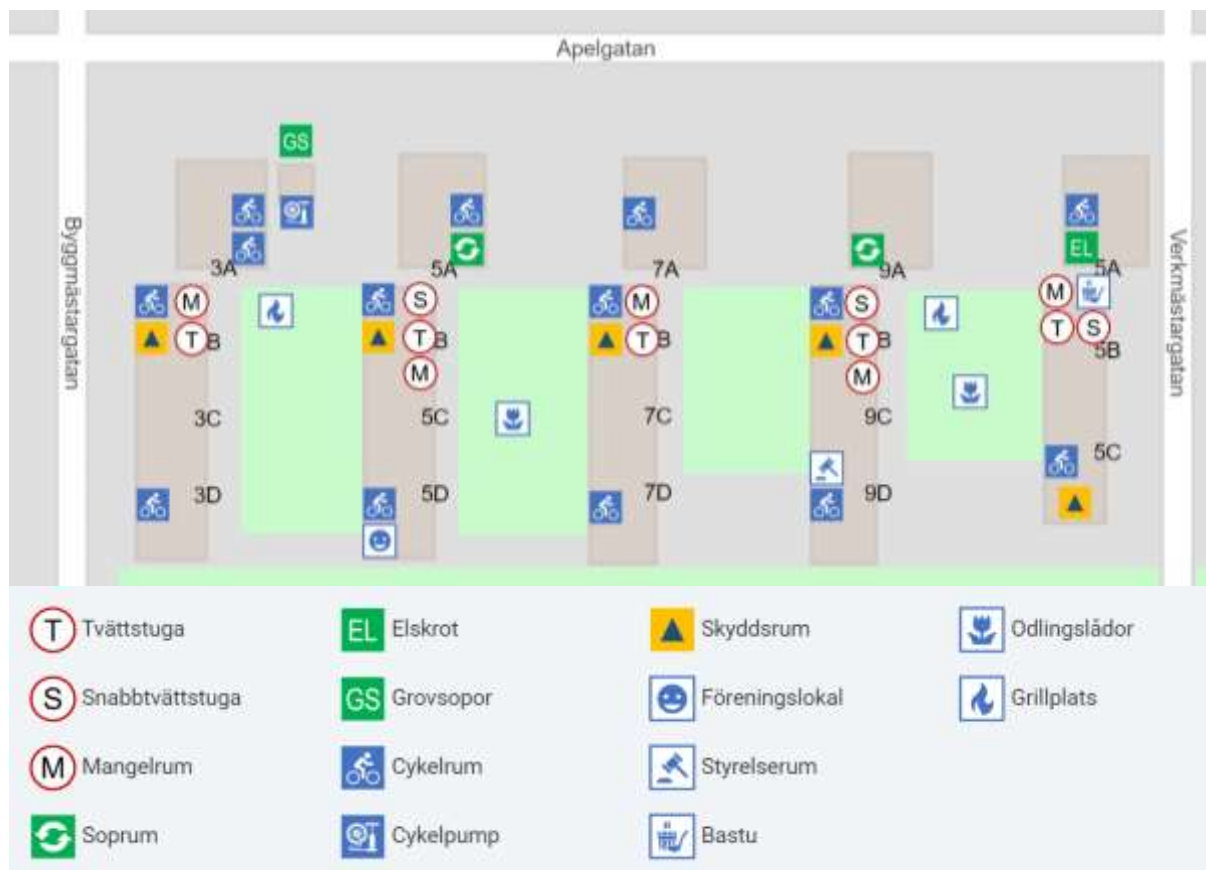 Apelgatan
GS
Byggmästargatan
Verkmästargatan
EL
3A
5A
7A
9A
5A
M
S
M
S
M
T B
T B
T B
T B
T S
5B
M
M
3C
5C
7C
9C
5C
3D
5D
7D
9D
T Tvättstuga
EL Elskrot
Skyddsrum
Odlingslådor
S Snabbtvättstuga
GS Grovsopor
Föreningslokal
Grillplats
M Mangelrum
Cykelrum
Styrelserum
Soprum
Cykelpump
Bastu